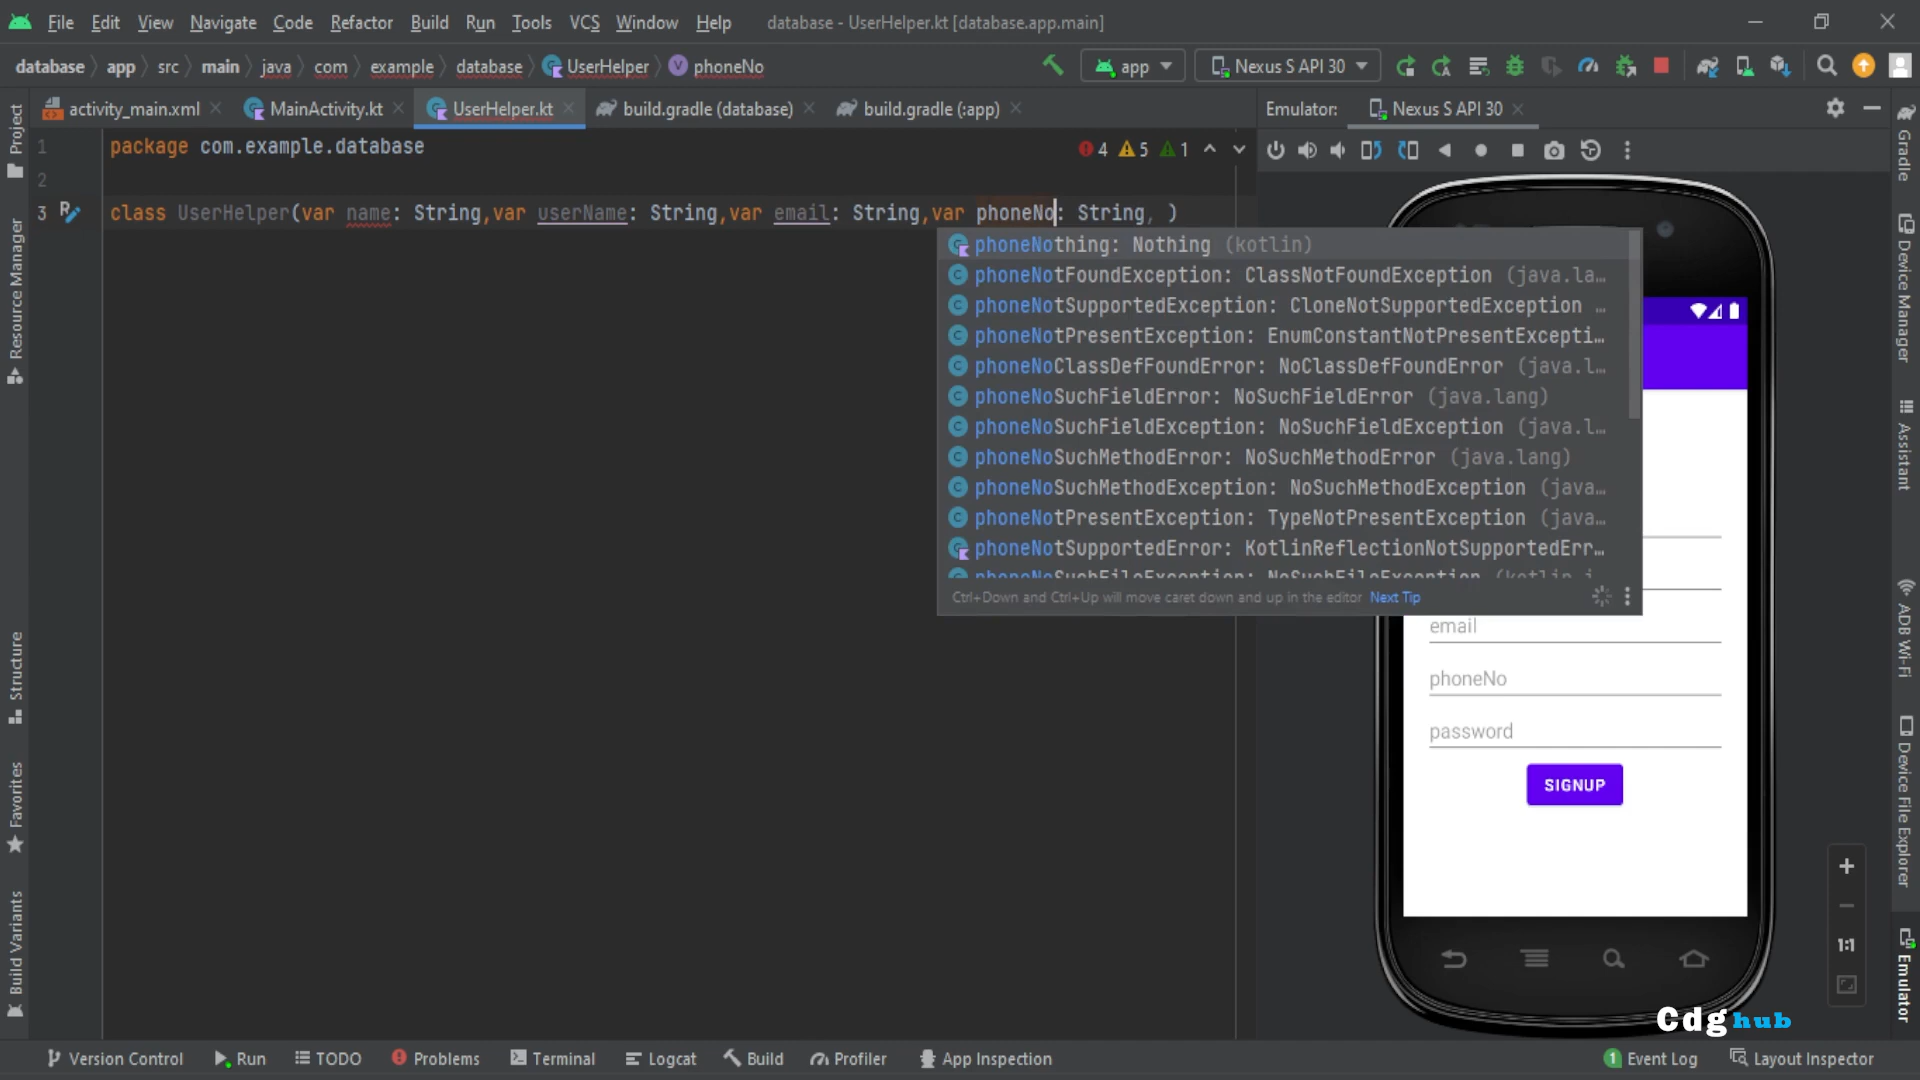 File Edit View Navigate Code Refactor Build Run Tools VCS Window Help database - UserHelper.kt [database.app.main]
database app src main java com example database UserHelper phoneNo app Nexus S API 30
activity_main.xml MainActivity.kt UserHelper.kt build.gradle (database) build.gradle (:app) Emulator: Nexus S API 30
1 package com.example.database 4 5 1
2
3 class UserHelper(var name: String,var userName: String,var email: String,var phoneNo: String, )
phoneNothing: Nothing (kotlin)
phoneNotFoundException: ClassNotFoundException (java.la…
phoneNotSupportedException: CloneNotSupportedException …
phoneNotPresentException: EnumConstantNotPresentExcepti…
phoneNoClassDefFoundError: NoClassDefFoundError (java.l…
phoneNoSuchFieldError: NoSuchFieldError (java.lang)
phoneNoSuchFieldException: NoSuchFieldException (java.l…
phoneNoSuchMethodError: NoSuchMethodError (java.lang)
phoneNoSuchMethodException: NoSuchMethodException (java…
phoneNotPresentException: TypeNotPresentException (java…
phoneNotSupportedError: KotlinReflectionNotSupportedErr…
phoneNoSuchFileException: NoSuchFileException (kotlin.i
Ctrl+Down and Ctrl+Up will move caret down and up in the editor Next Tip
email
phoneNo
password
SIGNUP
1:1
Cdg hub
Project
Resource Manager
Structure
Favorites
Build Variants
Gradle
Device Manager
Assistant
ADB Wi-Fi
Device File Explorer
Emulator
Version Control Run TODO Problems Terminal Logcat Build Profiler App Inspection 1 Event Log Layout Inspector